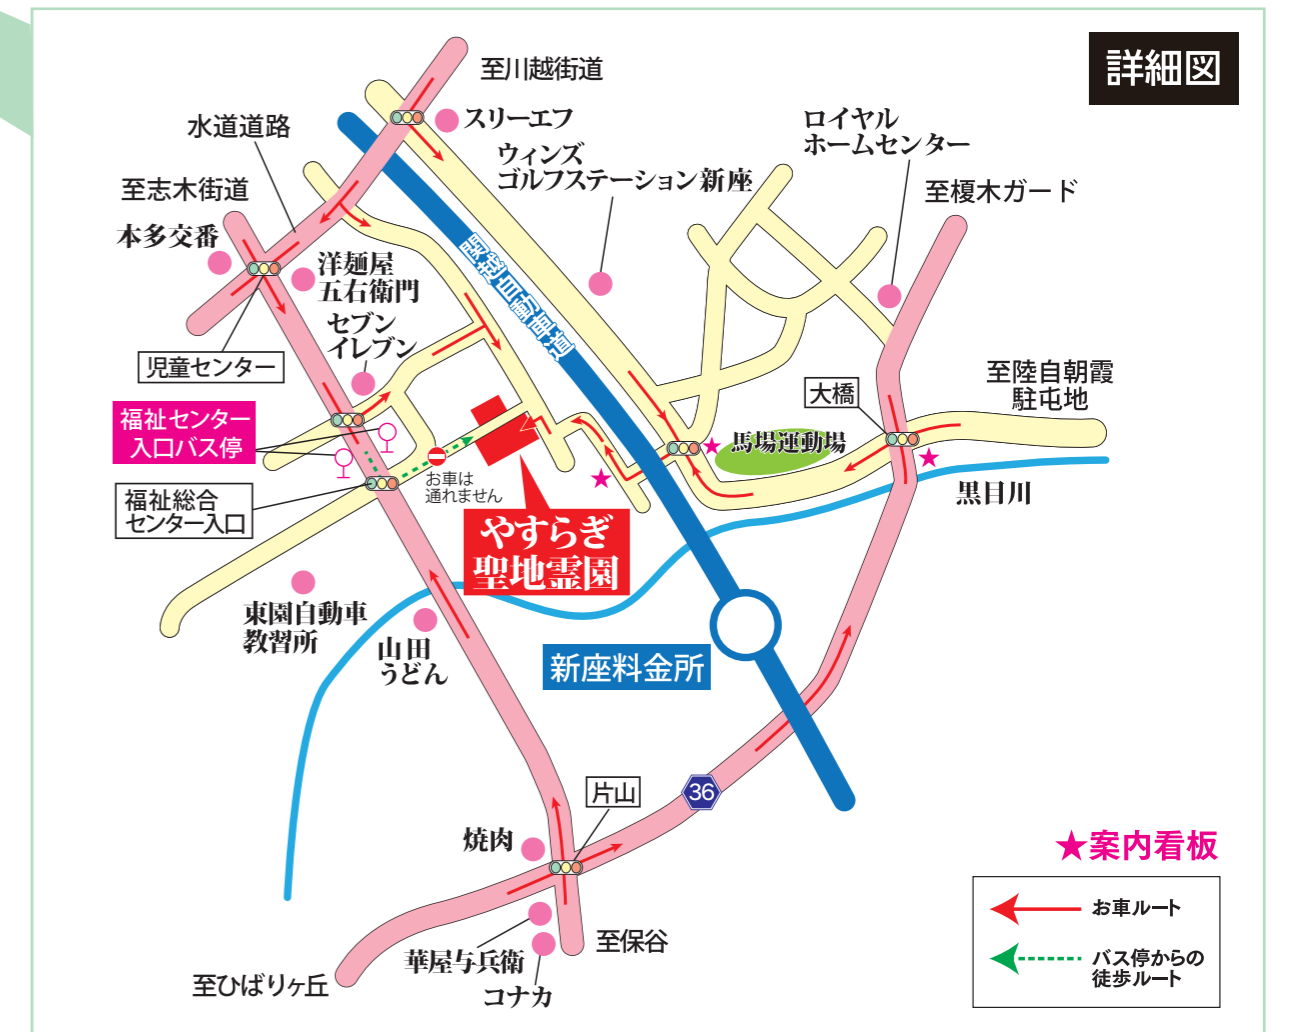 詳細図
至川越街道
スリーエフ
水道道路
ウィンズ
ゴルフステーション新座
ロイヤル
ホームセンター
至志木街道
至榎木ガード
本多交番
洋麺屋
五右衛門
セブン
イレブン
関越自動車道
児童センター
福祉センター
入口バス停
大橋
至陸自朝霞
駐屯地
馬場運動場
お車は
通れません
黒目川
福祉総合
センター入口
やすらぎ
聖地霊園
東園自動車
教習所
山田
うどん
新座料金所
36
片山
焼肉
★案内看板
お車ルート
バス停からの
徒歩ルート
至保谷
華屋与兵衛
コナカ
至ひばりヶ丘